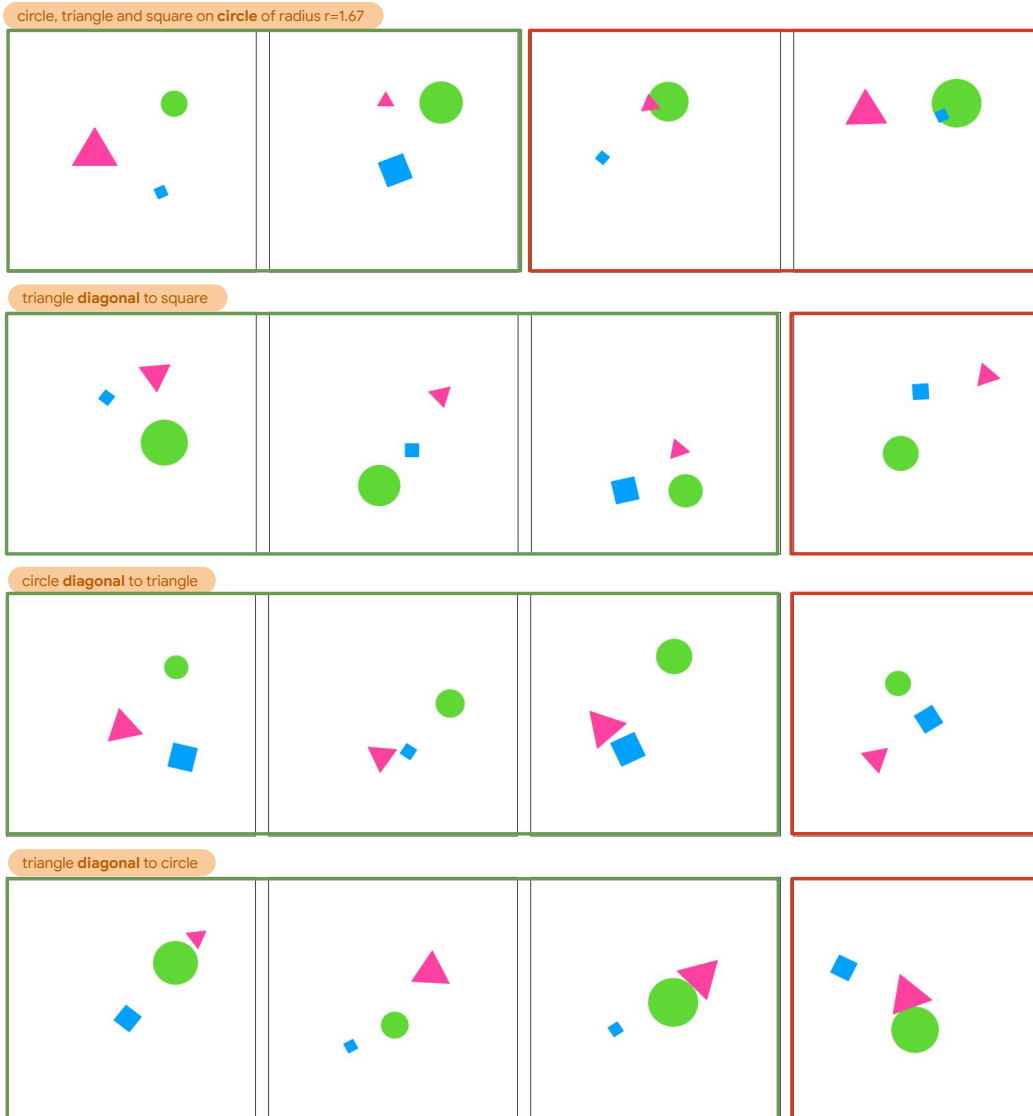 circle, triangle and square on circle of radius r=1.67
triangle diagonal to square
circle diagonal to triangle
triangle diagonal to circle